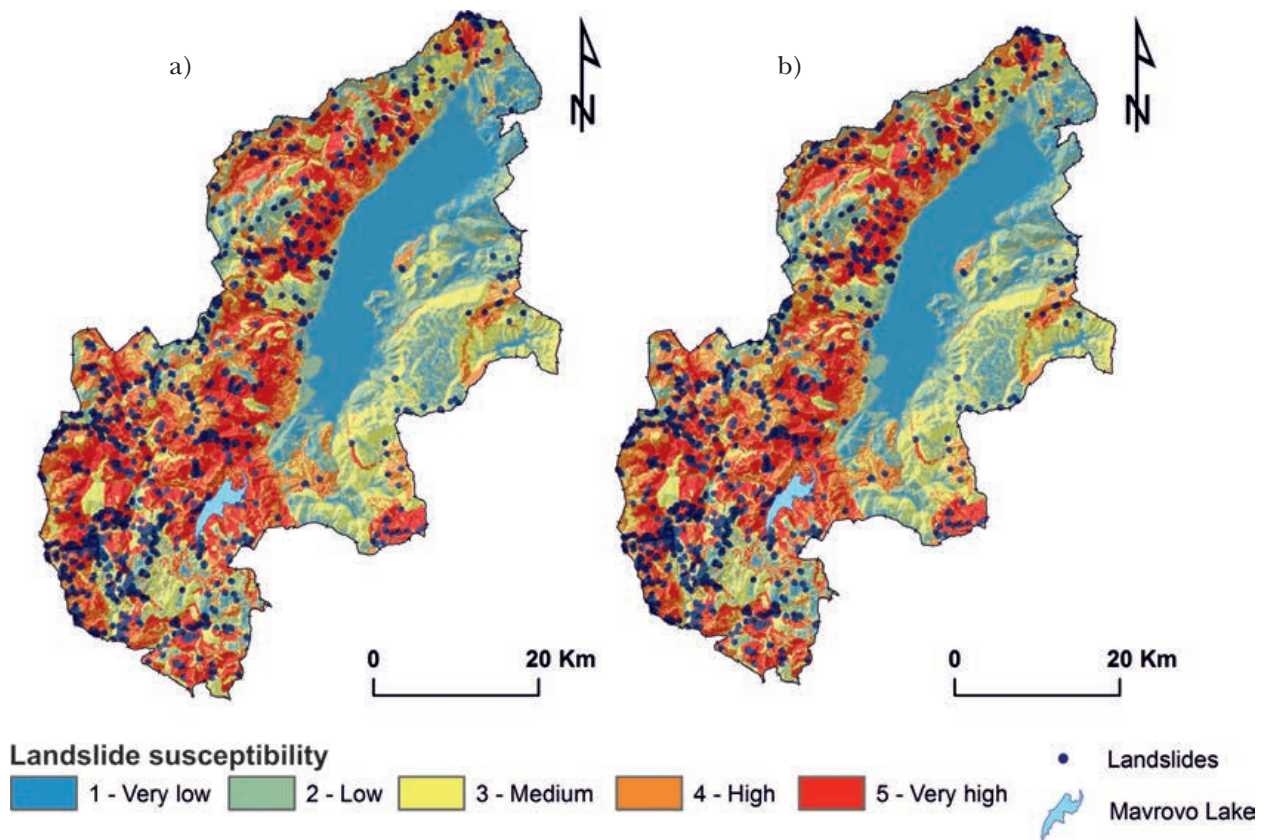 a)
b)
N
N
0 20 Km
0 20 Km
Landslide susceptibility
1 - Very low
2 - Low
3 - Medium
4 - High
5 - Very high
Landslides
Mavrovo Lake